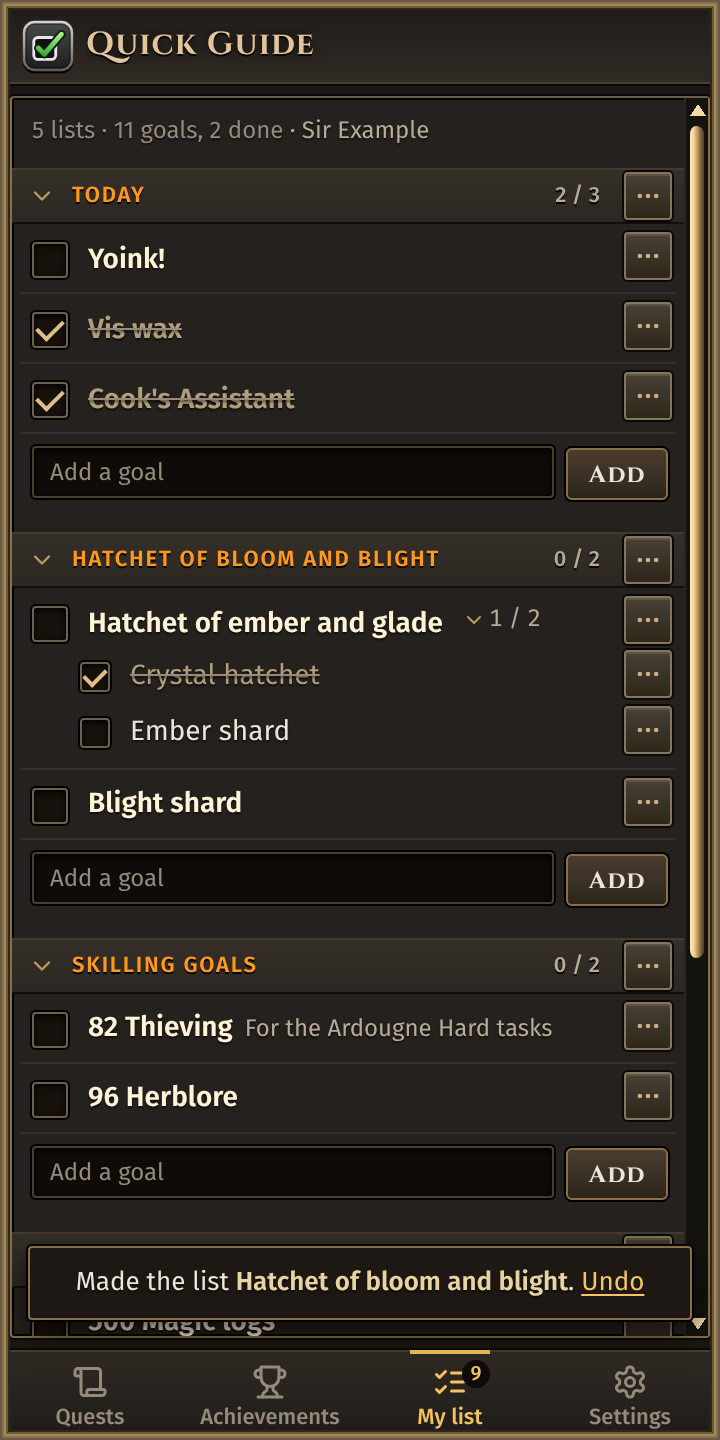 Quick Guide
5 lists · 11 goals, 2 done · Sir Example
TODAY 2 / 3
Yoink!
Vis wax
Cook's Assistant
Add a goal ADD
HATCHET OF BLOOM AND BLIGHT 0 / 2
Hatchet of ember and glade 1 / 2
Crystal hatchet
Ember shard
Blight shard
Add a goal ADD
SKILLING GOALS 0 / 2
82 Thieving For the Ardougne Hard tasks
96 Herblore
Add a goal ADD
Made the list Hatchet of bloom and blight. Undo
500 Magic logs
9
Quests Achievements My list Settings